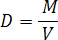 D = M/V